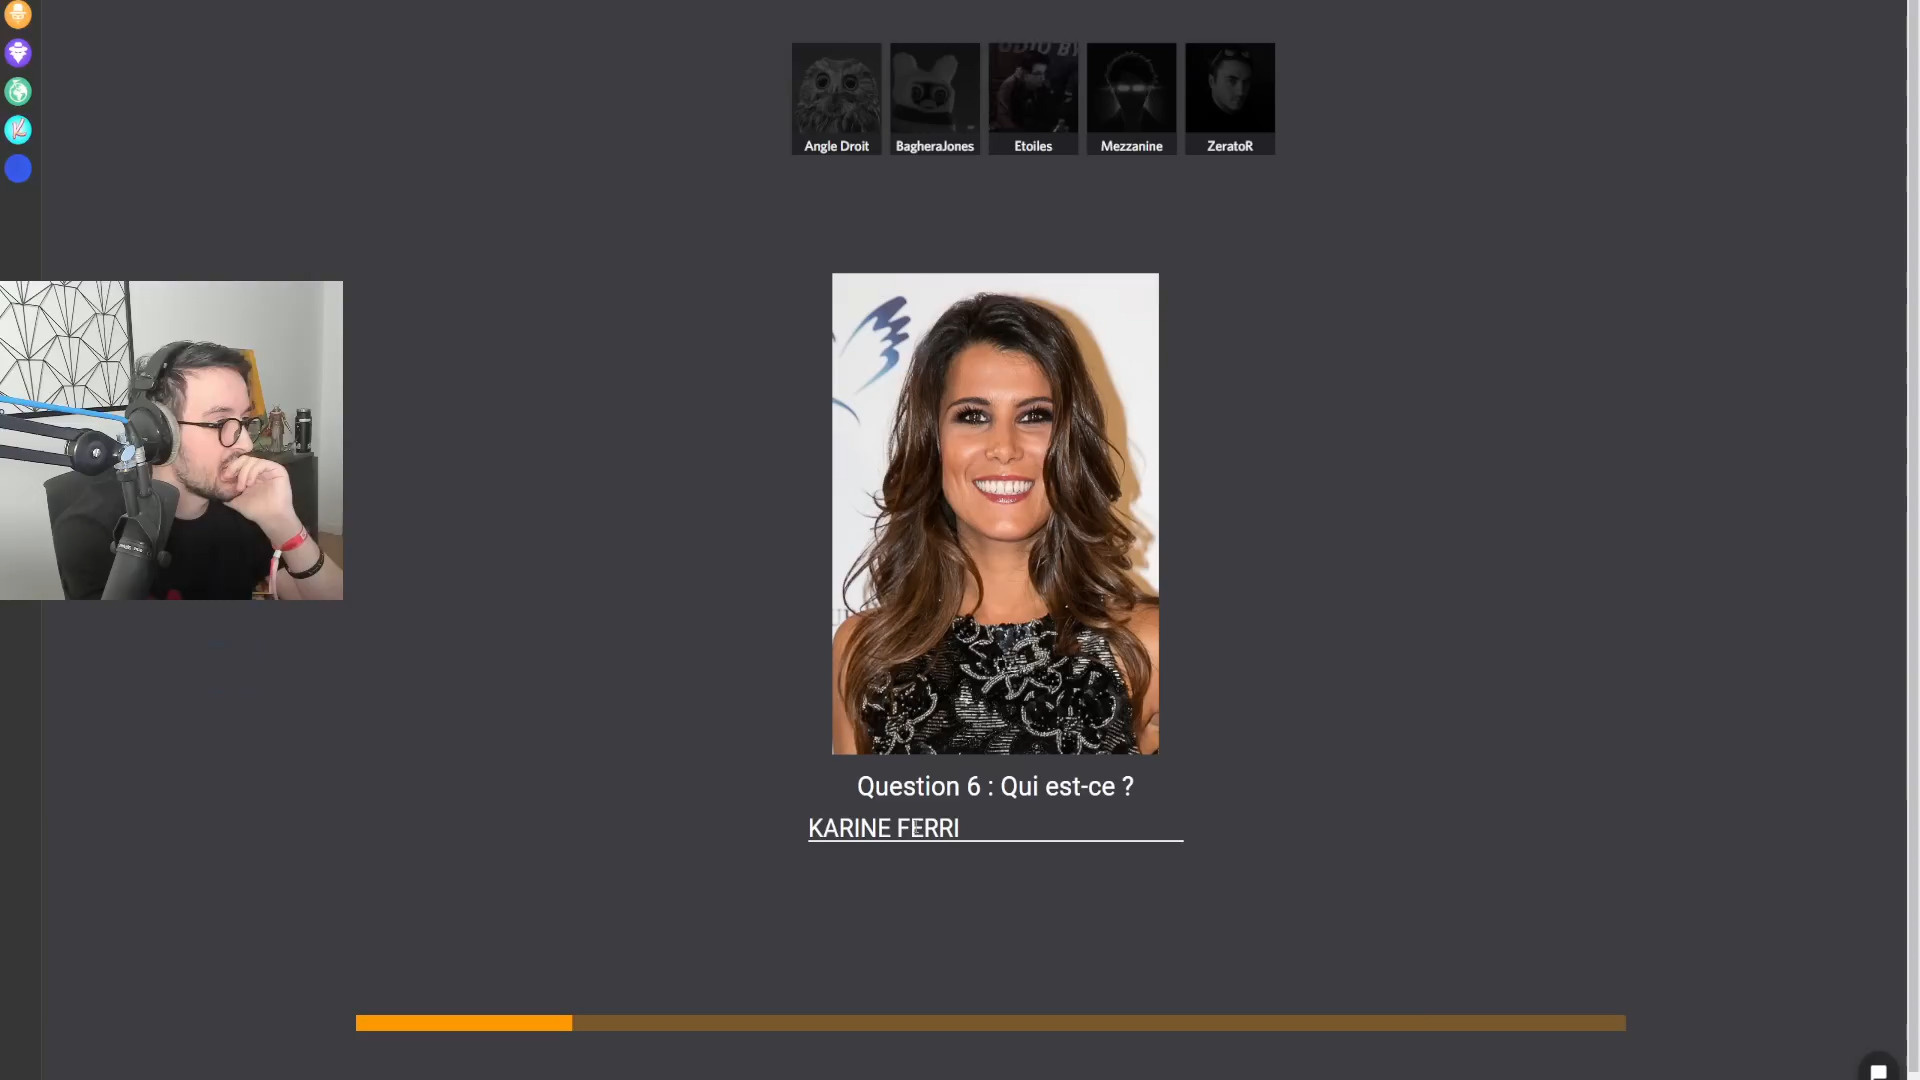 Angle Droit BagheraJones Etoiles Mezzanine ZeratoR
Question 6 : Qui est-ce ?
KARINE FERRI